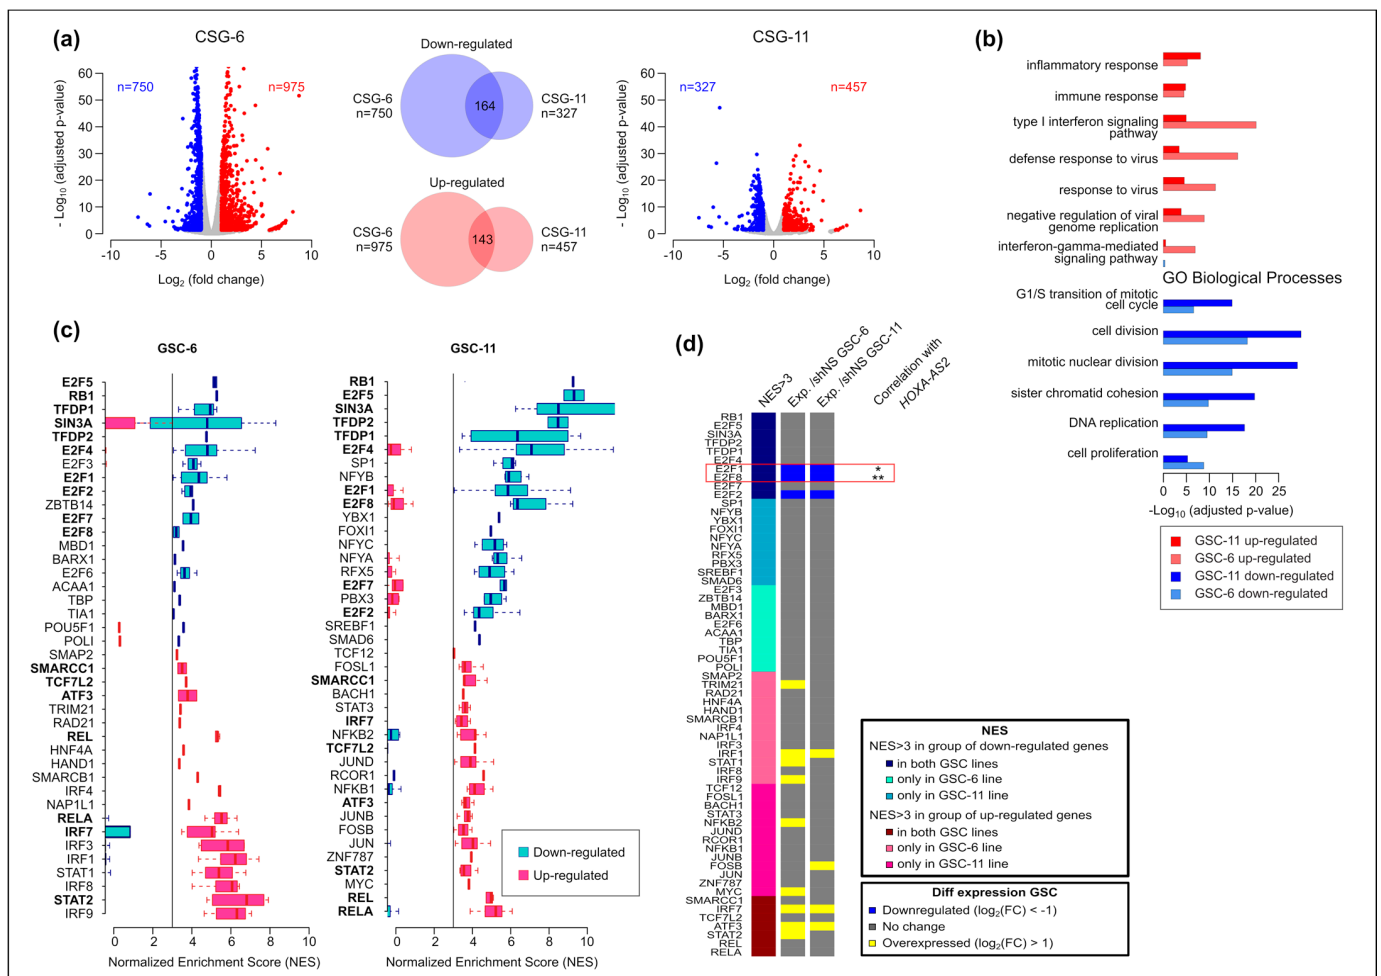 (a)
CSG-6
n=750
n=975
- Log10 (adjusted p-value)
60
50
40
30
20
10
0
-10
-5
0
5
10
Log2 (fold change)
Down-regulated
CSG-6
n=750
164
CSG-11
n=327
Up-regulated
CSG-6
n=975
143
CSG-11
n=457
CSG-11
n=327
n=457
- Log10 (adjusted p-value)
60
50
40
30
20
10
0
-10
-5
0
5
10
Log2 (fold change)
(b)
inflammatory response
immune response
type I interferon signaling
pathway
defense response to virus
response to virus
negative regulation of viral
genome replication
interferon-gamma-mediated
signaling pathway
GO Biological Processes
G1/S transition of mitotic
cell cycle
cell division
mitotic nuclear division
sister chromatid cohesion
DNA replication
cell proliferation
0 5 10 15 20 25
-Log10 (adjusted p-value)
GSC-11 up-regulated
GSC-6 up-regulated
GSC-11 down-regulated
GSC-6 down-regulated
(c)
GSC-6
E2F5
RB1
TFDP1
SIN3A
TFDP2
E2F4
E2F3
E2F1
E2F2
ZBTB14
E2F7
E2F8
MBD1
BARX1
E2F6
ACAA1
TBP
TIA1
POU5F1
POLI
SMAP2
SMARCC1
TCF7L2
ATF3
TRIM21
RAD21
REL
HNF4A
HAND1
SMARCB1
IRF4
NAP1L1
RELA
IRF7
IRF3
IRF1
STAT1
IRF8
STAT2
IRF9
0 2 4 6 8 10
Normalized Enrichment Score (NES)
GSC-11
RB1
E2F5
SIN3A
TFDP2
TFDP1
E2F4
SP1
NFYB
E2F1
E2F8
YBX1
FOXI1
NFYC
NFYA
RFX5
E2F7
PBX3
E2F2
SREBF1
SMAD6
TCF12
FOSL1
SMARCC1
BACH1
STAT3
IRF7
NFKB2
TCF7L2
JUND
RCOR1
NFKB1
ATF3
JUNB
FOSB
JUN
ZNF787
STAT2
MYC
REL
RELA
0 2 4 6 8 10
Normalized Enrichment Score (NES)
Down-regulated
Up-regulated
(d)
NES>3
Exp. /shNS GSC-6
Exp. /shNS GSC-11
Correlation with
HOXA-AS2
RB1
E2F5
SIN3A
TFDP2
TFDP1
E2F4
E2F1 *
E2F8 **
E2F7
E2F2
SP1
NFYB
YBX1
FOXI1
NFYC
NFYA
RFX5
PBX3
SREBF1
SMAD6
E2F3
ZBTB14
MBD1
BARX1
E2F6
ACAA1
TBP
TIA1
POU5F1
POLI
SMAP2
TRIM21
RAD21
HNF4A
HAND1
SMARCB1
IRF4
NAP1L1
IRF3
IRF1
STAT1
IRF8
IRF9
TCF12
FOSL1
BACH1
STAT3
NFKB2
JUND
RCOR1
NFKB1
JUNB
FOSB
JUN
ZNF787
MYC
SMARCC1
IRF7
TCF7L2
ATF3
STAT2
REL
RELA
NES
NES>3 in group of down-regulated genes
in both GSC lines
only in GSC-6 line
only in GSC-11 line
NES>3 in group of up-regulated genes
in both GSC lines
only in GSC-6 line
only in GSC-11 line
Diff expression GSC
Downregulated (log2(FC) < -1)
No change
Overexpressed (log2(FC) > 1)